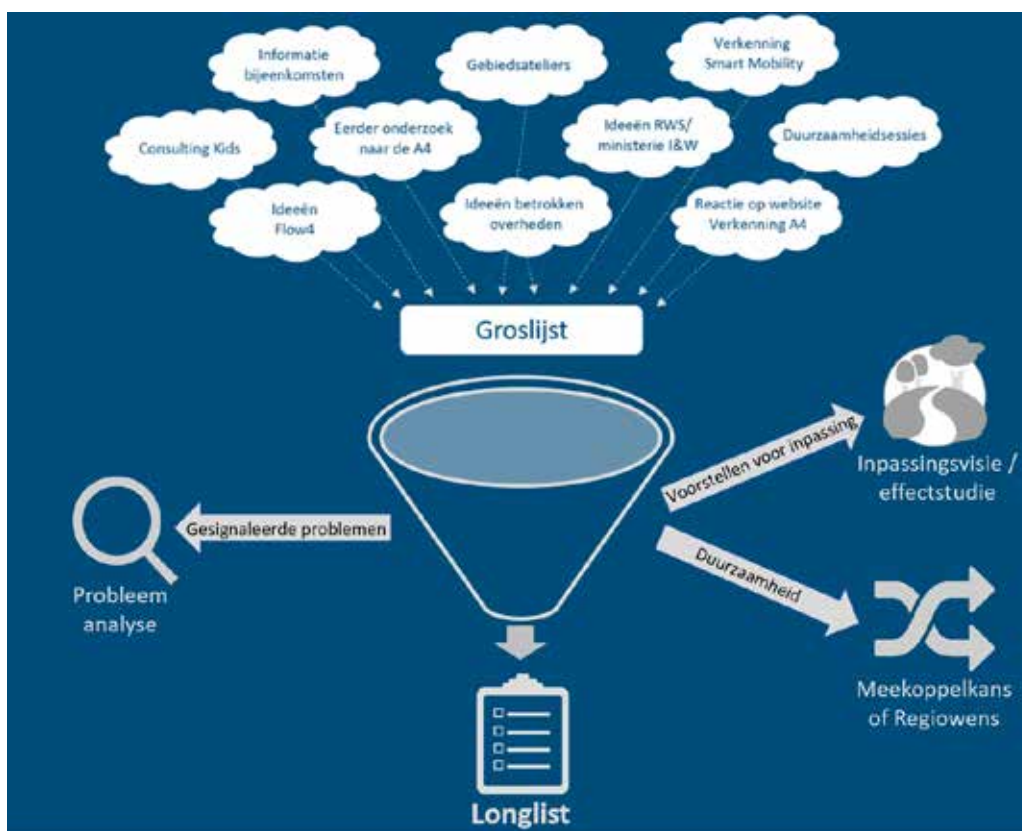 Informatie
bijeenkomsten
Gebiedsateliers
Verkenning
Smart Mobility
Consulting Kids
Eerder onderzoek
naar de A4
Ideeën RWS/
ministerie I&W
Duurzaamheidsessies
Ideeën
Flow4
Ideeën betrokken
overheden
Reactie op website
Verkenning A4
Groslijst
Voorstellen voor inpassing
Inpassingsvisie /
effectstudie
Gesignaleerde problemen
Probleem
analyse
Duurzaamheid
Meekoppelkans
of Regiowens
Longlist